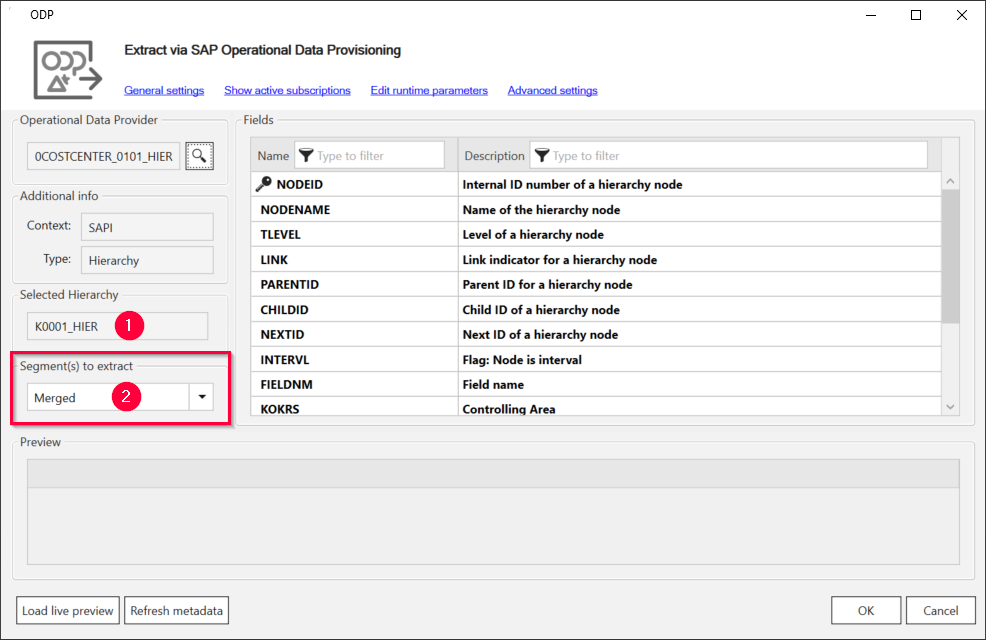 ODP
Extract via SAP Operational Data Provisioning
General settings Show active subscriptions Edit runtime parameters Advanced settings
Operational Data Provider
0COSTCENTER_0101_HIER
Additional info
Context: SAPI
Type: Hierarchy
Selected Hierarchy
K0001_HIER 1
Segment(s) to extract
Merged 2
Fields
Name Type to filter Description Type to filter
NODEID Internal ID number of a hierarchy node
NODENAME Name of the hierarchy node
TLEVEL Level of a hierarchy node
LINK Link indicator for a hierarchy node
PARENTID Parent ID for a hierarchy node
CHILDID Child ID of a hierarchy node
NEXTID Next ID of a hierarchy node
INTERVL Flag: Node is interval
FIELDNM Field name
KOKRS Controlling Area
Preview
Load live preview Refresh metadata OK Cancel